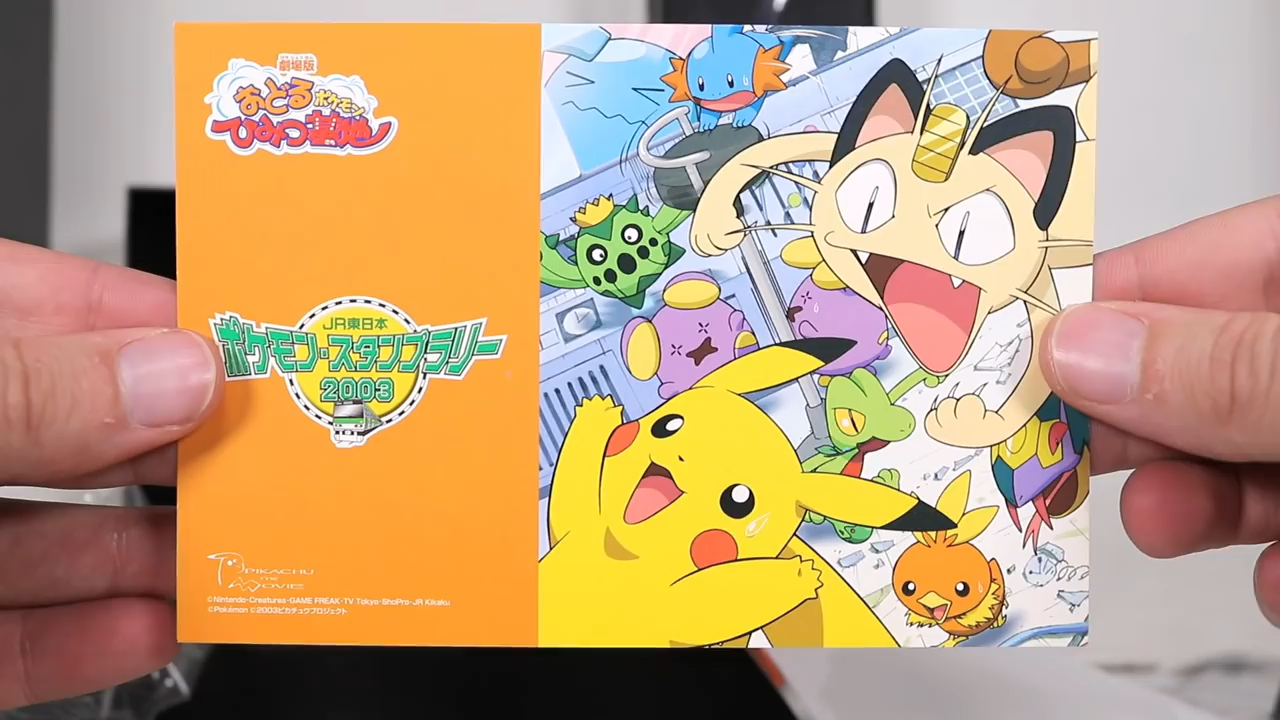 劇場版
おどるポケモン
ひみつ基地
JR東日本
ポケモン・スタンプラリー
2003
PIKACHU
THE
MOVIE
©Nintendo・Creatures・GAME FREAK・TV Tokyo・ShoPro・JR Kikaku
©Pokémon ©2003ピカチュウプロジェクト